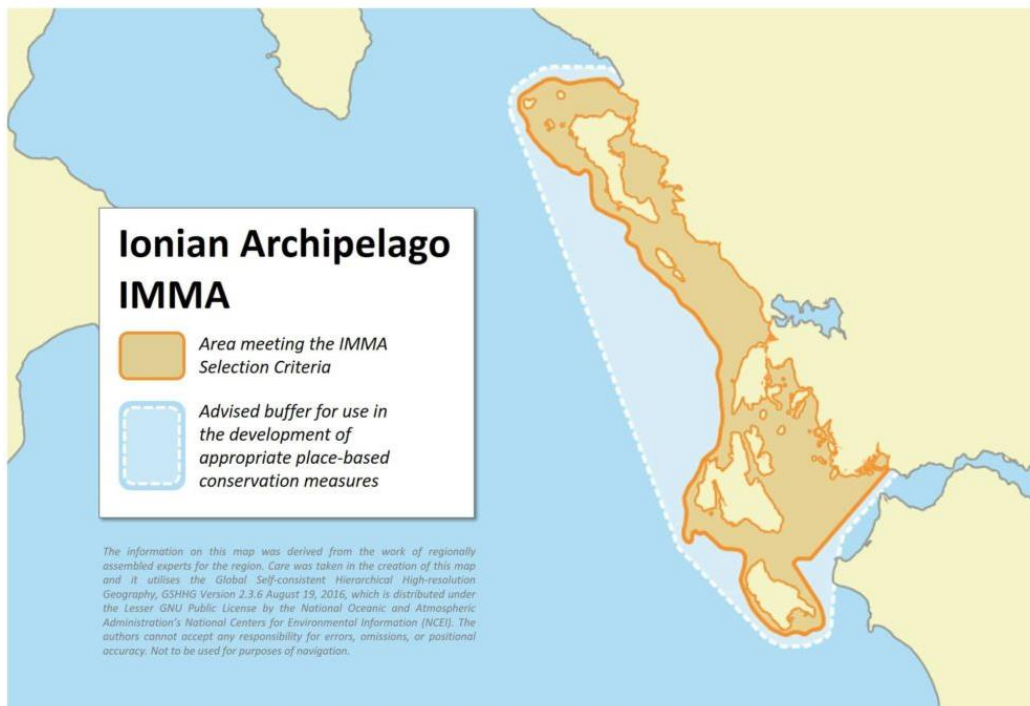 Ionian Archipelago
IMMA
Area meeting the IMMA
Selection Criteria
Advised buffer for use in
the development of
appropriate place-based
conservation measures
The information on this map was derived from the work of regionally
assembled experts for the region. Care was taken in the creation of this map
and it utilises the Global Self-consistent Hierarchical High-resolution
Geography, GSHHG Version 2.3.6 August 19, 2016, which is distributed under
the Lesser GNU Public License by the National Oceanic and Atmospheric
Administration's National Centers for Environmental Information (NCEI). The
authors cannot accept any responsibility for errors, omissions, or positional
accuracy. Not to be used for purposes of navigation.